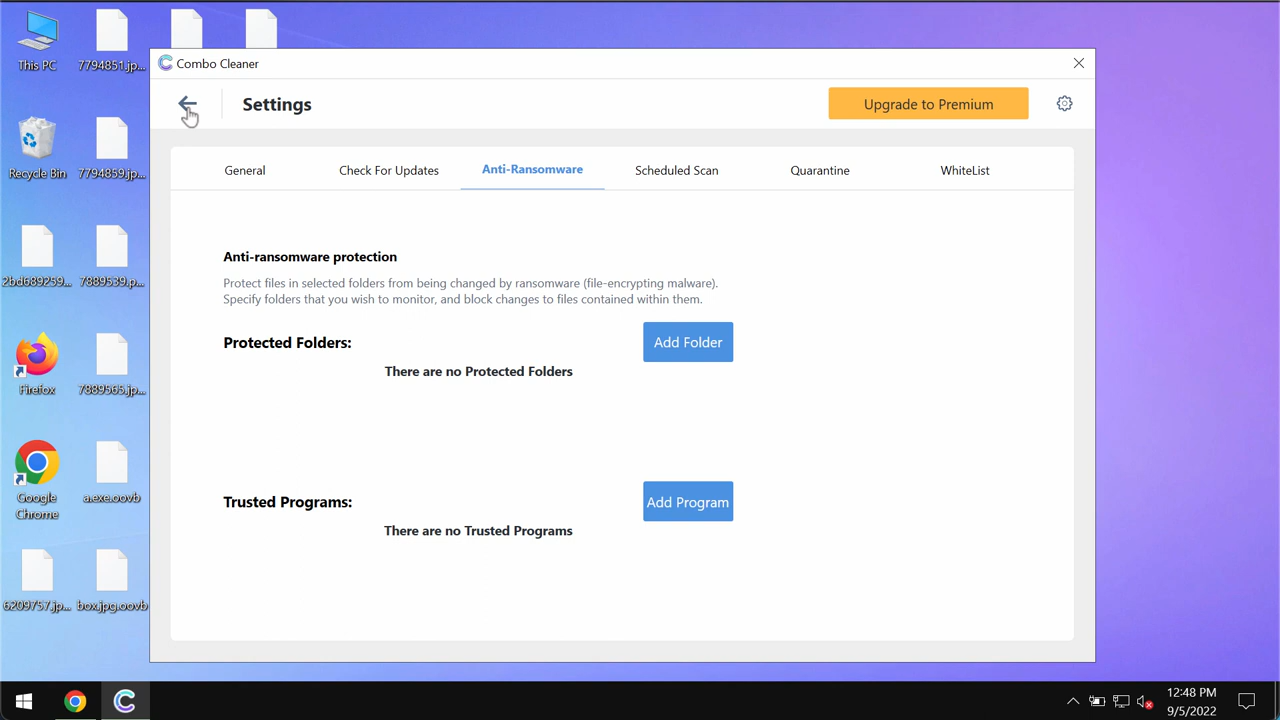 This PC
7794851.jp...
Combo Cleaner
Settings
Upgrade to Premium
Recycle Bin
7794859.jp...
General
Check For Updates
Anti-Ransomware
Scheduled Scan
Quarantine
WhiteList
Anti-ransomware protection
Protect files in selected folders from being changed by ransomware (file-encrypting malware).
Specify folders that you wish to monitor, and block changes to files contained within them.
2bd689259...
7889539.p...
Protected Folders:
Add Folder
There are no Protected Folders
Firefox
7889565.jp...
Trusted Programs:
Add Program
There are no Trusted Programs
Google
Chrome
a.exe.oovb
6209757.jp...
box.jpg.oovb
12:48 PM
9/5/2022